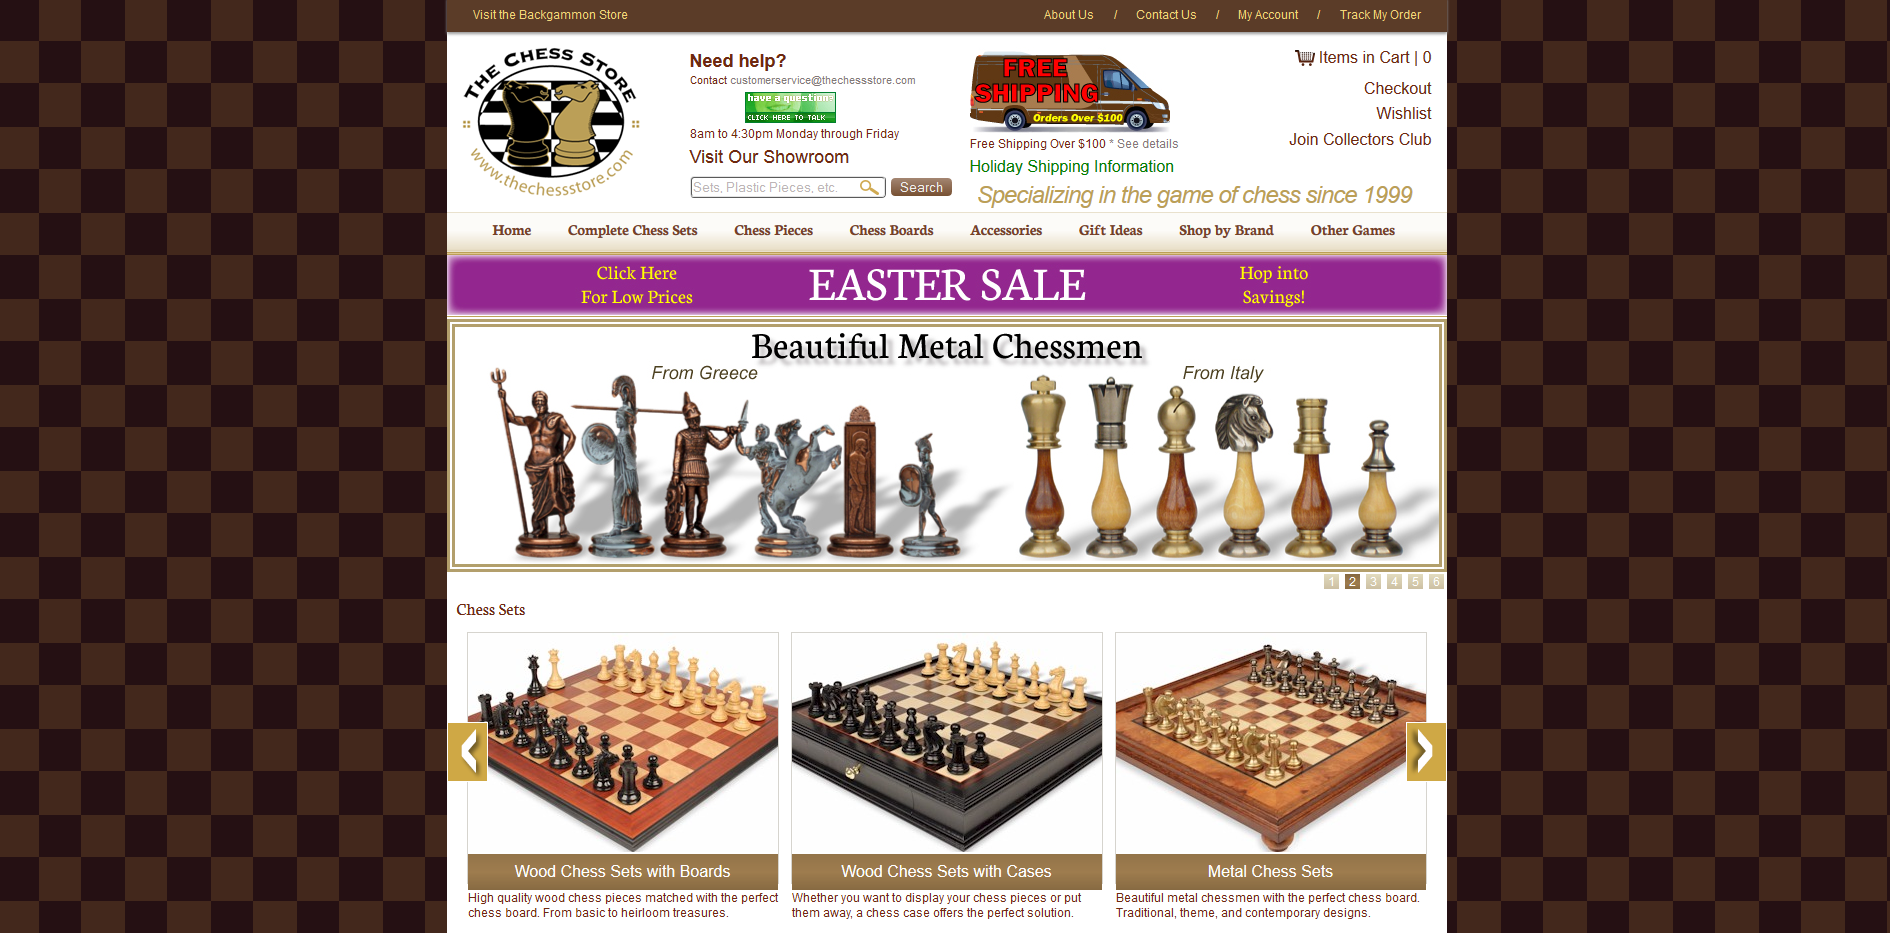 Visit the Backgammon Store
About Us / Contact Us / My Account / Track My Order
THE CHESS STORE
www.thechessstore.com
Need help?
Contact customerservice@thechessstore.com
have a question?
CLICK HERE TO TALK
8am to 4:30pm Monday through Friday
Visit Our Showroom
Sets, Plastic Pieces, etc.
Search
FREE
SHIPPING
Orders Over $100
Free Shipping Over $100 * See details
Holiday Shipping Information
Items in Cart | 0
Checkout
Wishlist
Join Collectors Club
Specializing in the game of chess since 1999
Home Complete Chess Sets Chess Pieces Chess Boards Accessories Gift Ideas Shop by Brand Other Games
Click Here
For Low Prices
EASTER SALE
Hop into
Savings!
Beautiful Metal Chessmen
From Greece
From Italy
1 2 3 4 5 6
Chess Sets
Wood Chess Sets with Boards
High quality wood chess pieces matched with the perfect
chess board. From basic to heirloom treasures.
Wood Chess Sets with Cases
Whether you want to display your chess pieces or put
them away, a chess case offers the perfect solution.
Metal Chess Sets
Beautiful metal chessmen with the perfect chess board.
Traditional, theme, and contemporary designs.